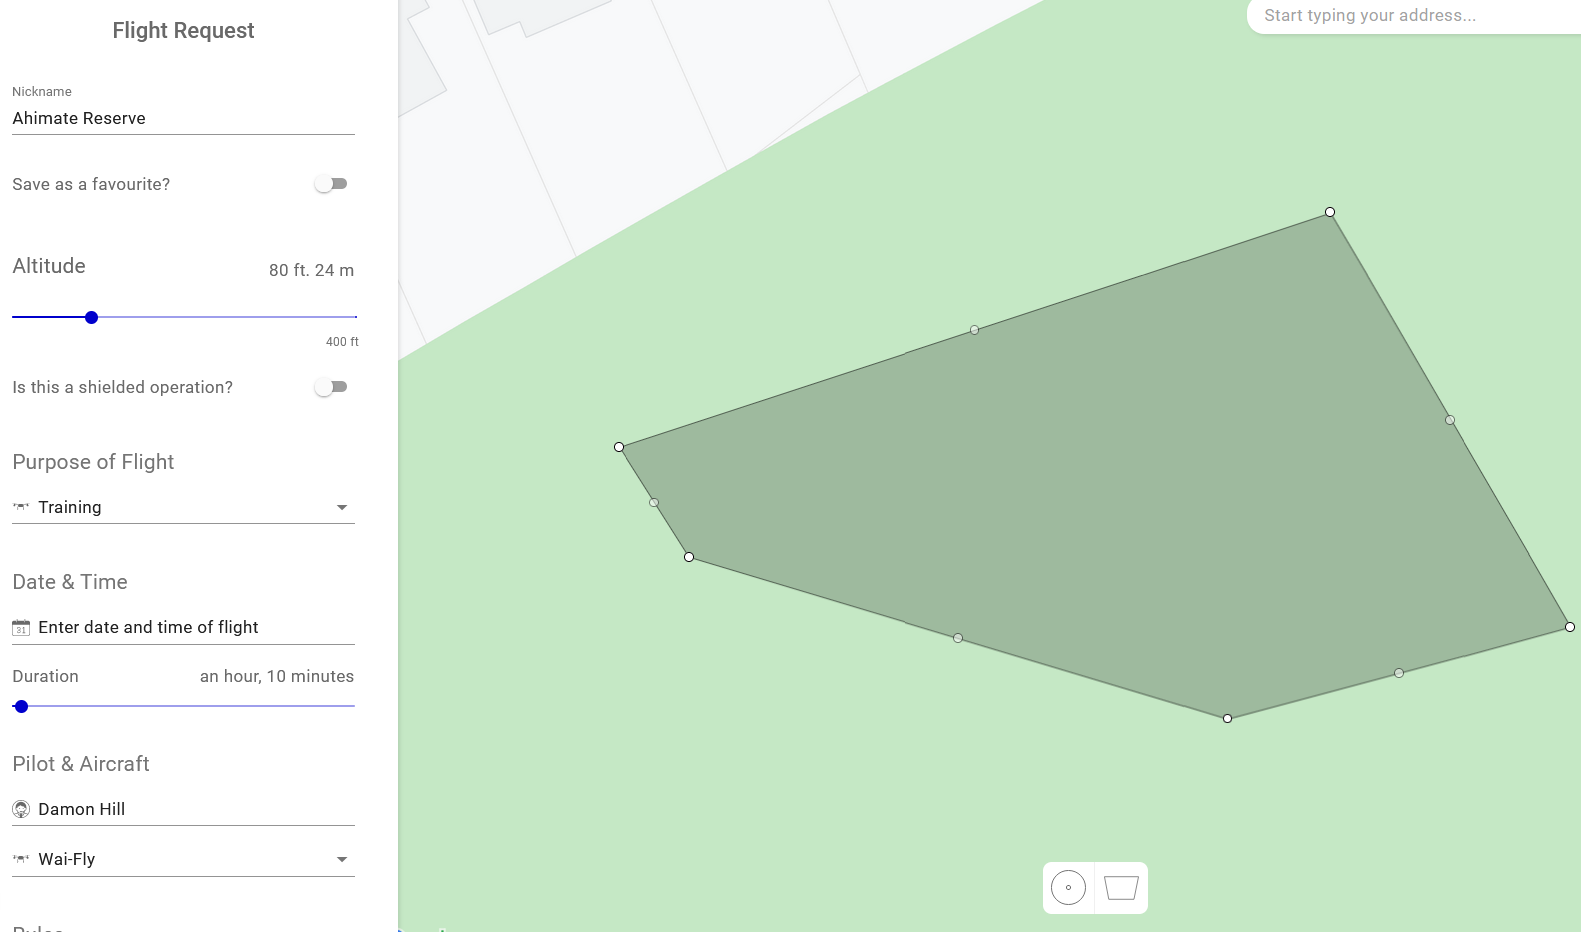 Flight Request
Start typing your address...
Nickname
Ahimate Reserve
Save as a favourite?
Altitude 80 ft. 24 m
400 ft
Is this a shielded operation?
Purpose of Flight
Training
Date & Time
31 Enter date and time of flight
Duration an hour, 10 minutes
Pilot & Aircraft
Damon Hill
Wai-Fly
Rules